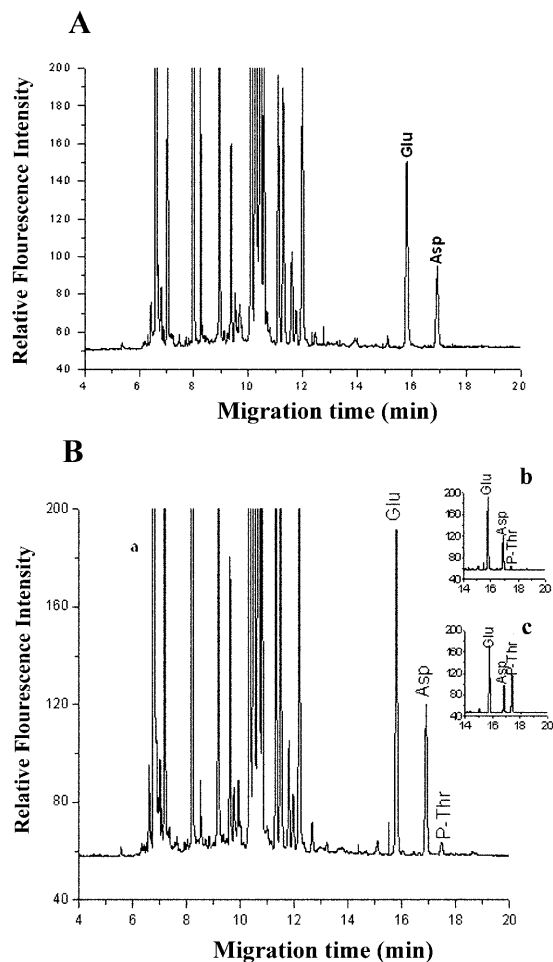 A
Relative Flourescence Intensity
200
180
160
140
120
100
80
60
40
Glu
Asp
4 6 8 10 12 14 16 18 20
Migration time (min)
B
Relative Flourescence Intensity
200
160
120
80
40
a
Glu
Asp
P-Thr
4 6 8 10 12 14 16 18 20
Migration time (min)
b
200
160
120
80
40
Glu
Asp
P-Thr
14 16 18 20
c
200
160
120
80
40
Glu
Asp
P-Thr
14 16 18 20